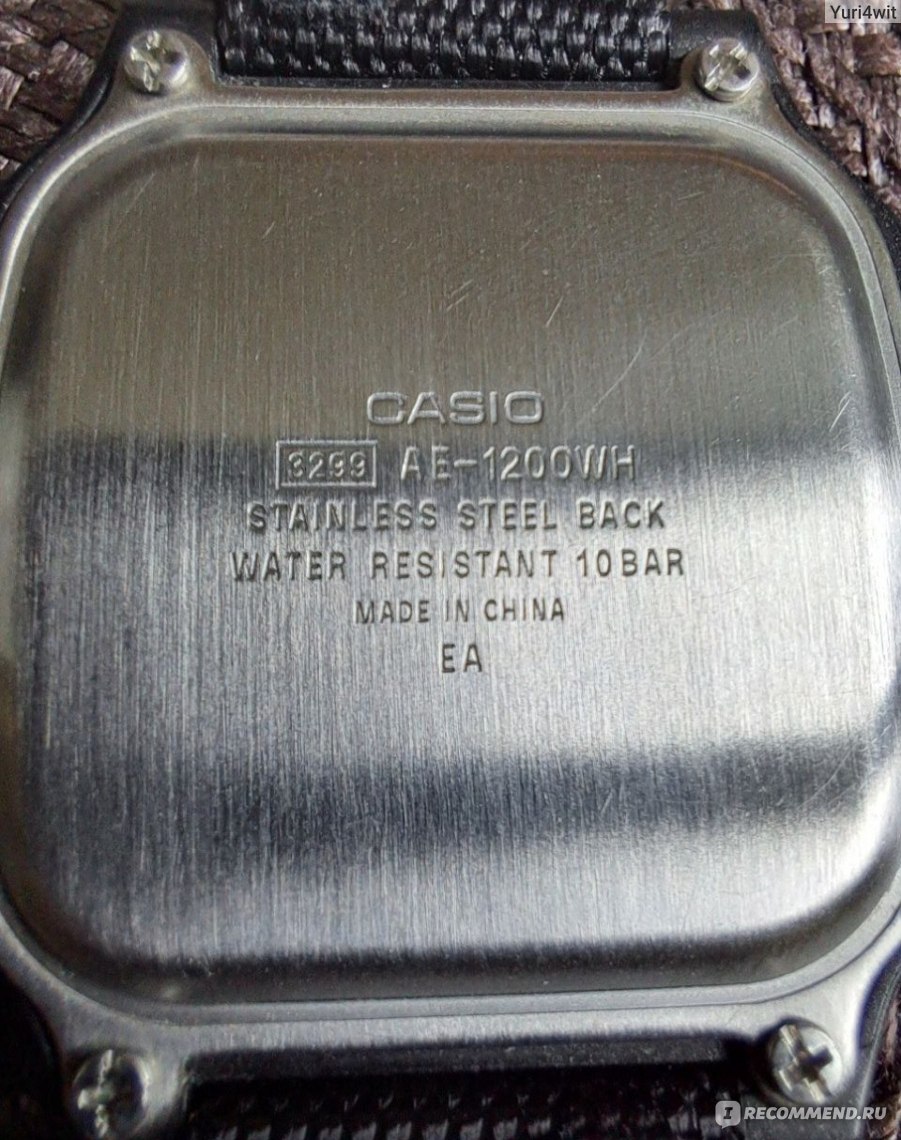 Yuri4wit
CASIO
3299 AE-1200WH
STAINLESS STEEL BACK
WATER RESISTANT 10BAR
MADE IN CHINA
EA
I RECOMMEND.RU